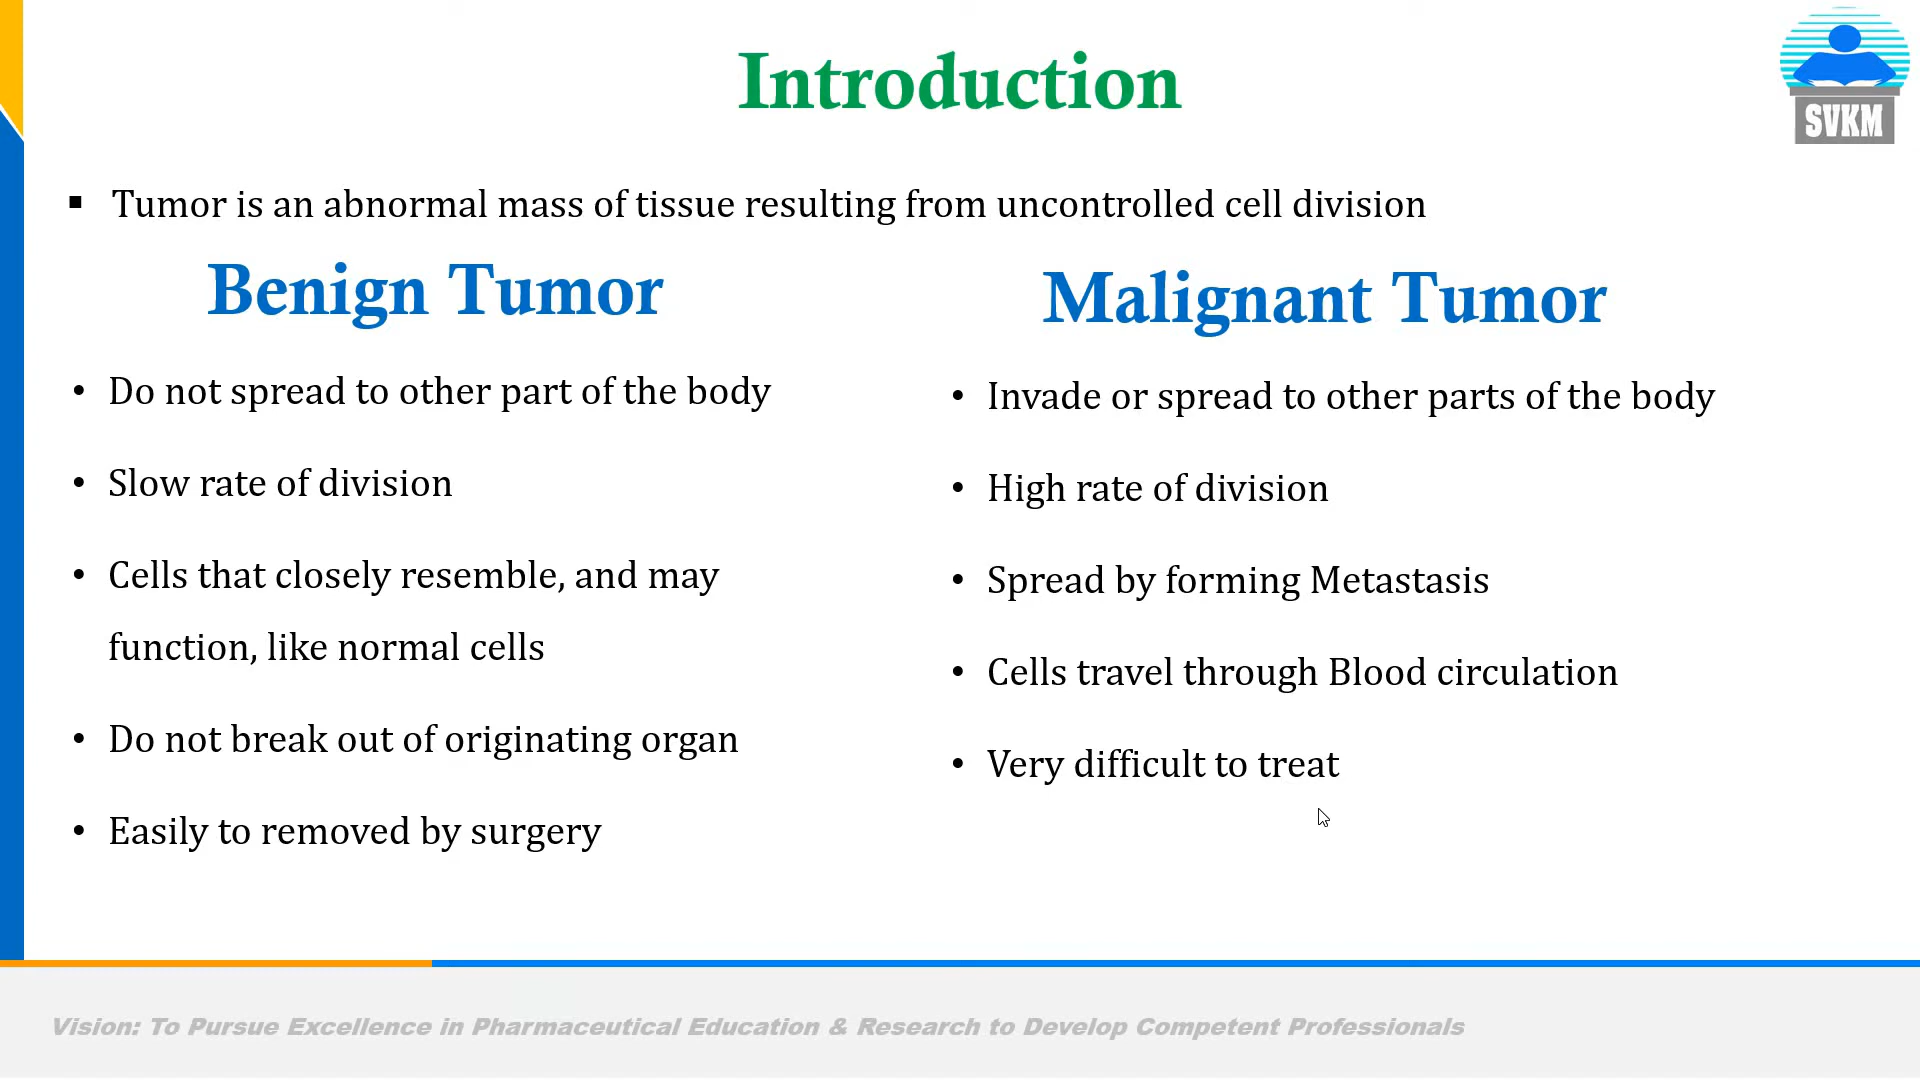 Introduction
SVKM
▪ Tumor is an abnormal mass of tissue resulting from uncontrolled cell division
Benign Tumor
• Do not spread to other part of the body
• Slow rate of division
• Cells that closely resemble, and may
function, like normal cells
• Do not break out of originating organ
• Easily to removed by surgery
Malignant Tumor
• Invade or spread to other parts of the body
• High rate of division
• Spread by forming Metastasis
• Cells travel through Blood circulation
• Very difficult to treat
Vision: To Pursue Excellence in Pharmaceutical Education & Research to Develop Competent Professionals